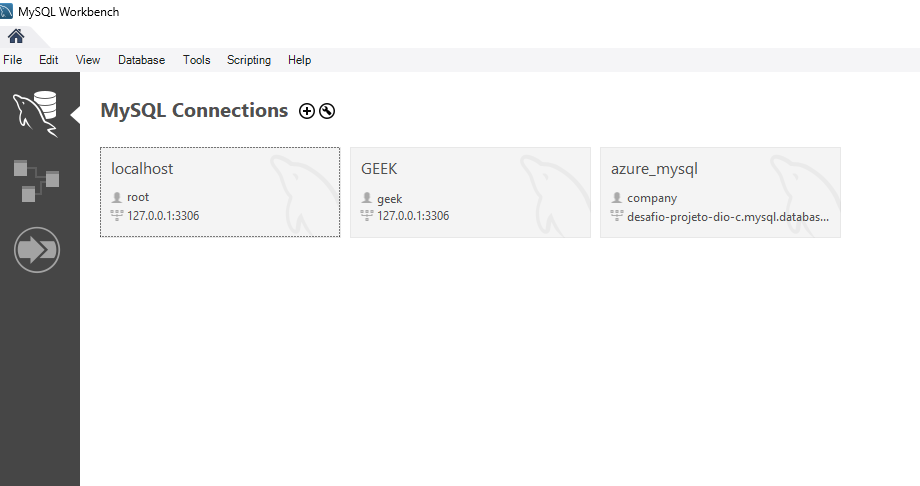 MySQL Workbench
File Edit View Database Tools Scripting Help
MySQL Connections
localhost
root
127.0.0.1:3306
GEEK
geek
127.0.0.1:3306
azure_mysql
company
desafio-projeto-dio-c.mysql.databas...